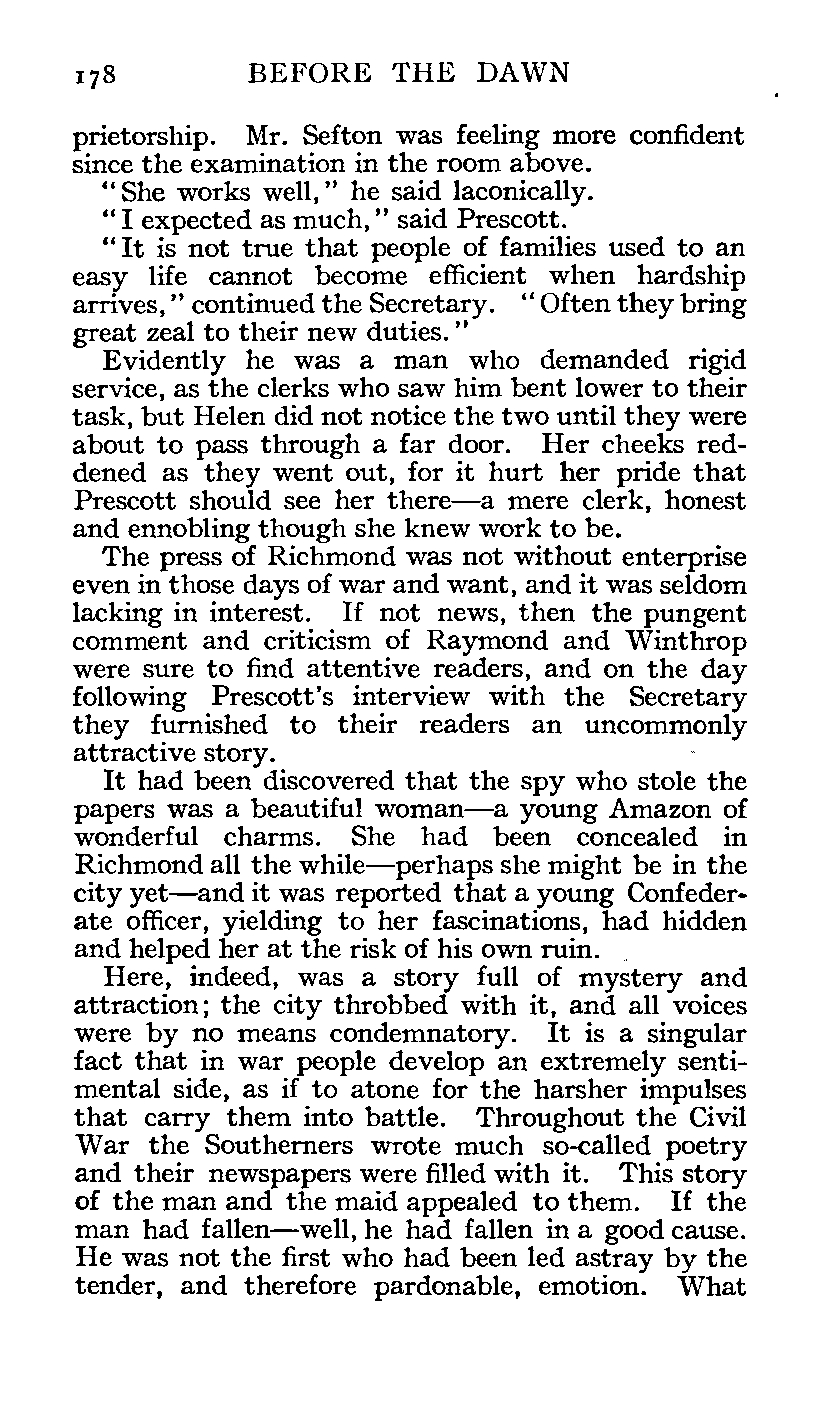 178 BEFORE THE DAWN
prietorship. Mr. Sefton was feeling more confident
since the examination in the room above.
"She works well," he said laconically.
"I expected as much," said Prescott.
"It is not true that people of families used to an
easy life cannot become efficient when hardship
arrives," continued the Secretary. "Often they bring
great zeal to their new duties."
Evidently he was a man who demanded rigid
service, as the clerks who saw him bent lower to their
task, but Helen did not notice the two until they were
about to pass through a far door. Her cheeks red-
dened as they went out, for it hurt her pride that
Prescott should see her there—a mere clerk, honest
and ennobling though she knew work to be.
The press of Richmond was not without enterprise
even in those days of war and want, and it was seldom
lacking in interest. If not news, then the pungent
comment and criticism of Raymond and Winthrop
were sure to find attentive readers, and on the day
following Prescott's interview with the Secretary
they furnished to their readers an uncommonly
attractive story.
It had been discovered that the spy who stole the
papers was a beautiful woman—a young Amazon of
wonderful charms. She had been concealed in
Richmond all the while—perhaps she might be in the
city yet—and it was reported that a young Confeder-
ate officer, yielding to her fascinations, had hidden
and helped her at the risk of his own ruin.
Here, indeed, was a story full of mystery and
attraction; the city throbbed with it, and all voices
were by no means condemnatory. It is a singular
fact that in war people develop an extremely senti-
mental side, as if to atone for the harsher impulses
that carry them into battle. Throughout the Civil
War the Southerners wrote much so-called poetry
and their newspapers were filled with it. This story
of the man and the maid appealed to them. If the
man had fallen—well, he had fallen in a good cause.
He was not the first who had been led astray by the
tender, and therefore pardonable, emotion. What